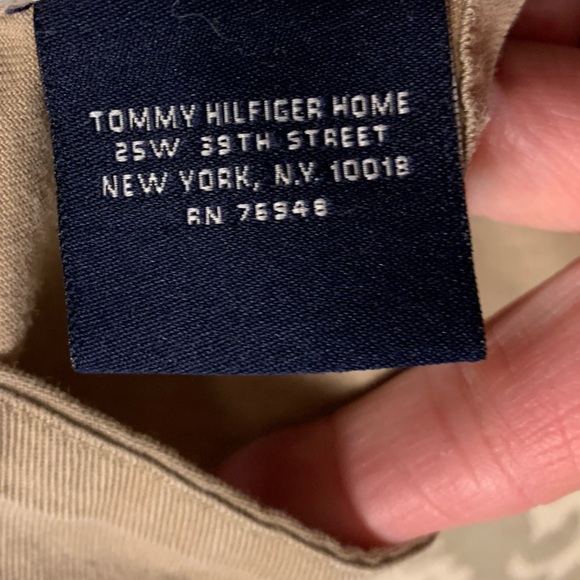 TOMMY HILFIGER HOME
25W 39TH STREET
NEW YORK, N.Y. 10018
RN 76948